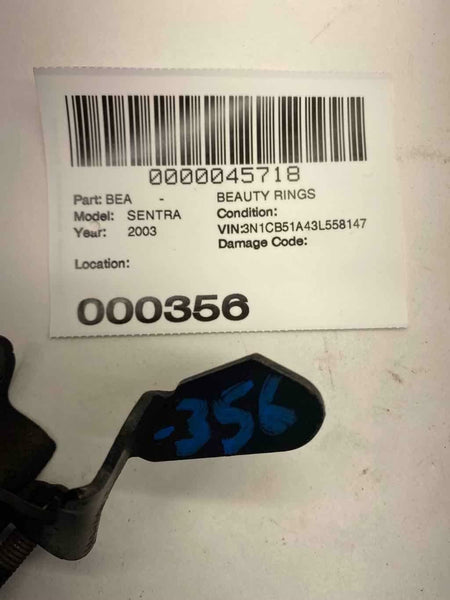 0000045718
Part: BEA - BEAUTY RINGS
Model: SENTRA Condition:
Year: 2003 VIN:3N1CB51A43L558147
Damage Code:
Location:
000356
-356